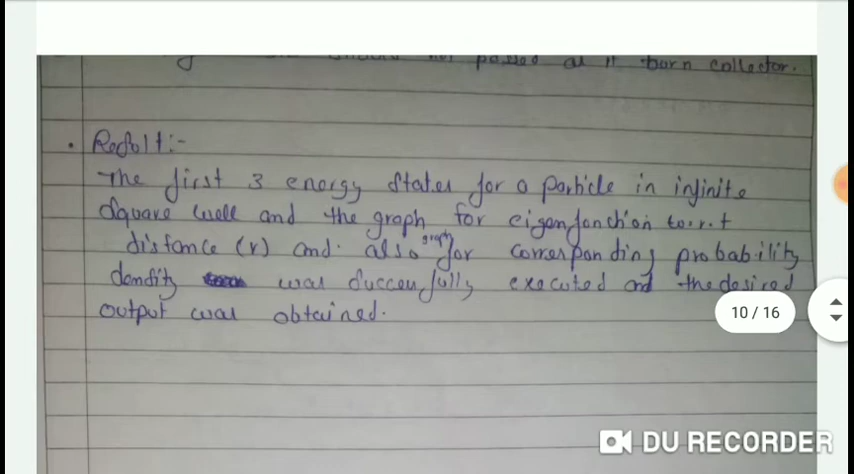 passed as it burn collector.
• Result:-
The first 3 energy states for a particle in infinite
square well and the graph for eigenfunction w.r.t
distance (r) and also graph for corresponding probability
density was successfully executed and the desired
output was obtained.
10 / 16
DU RECORDER